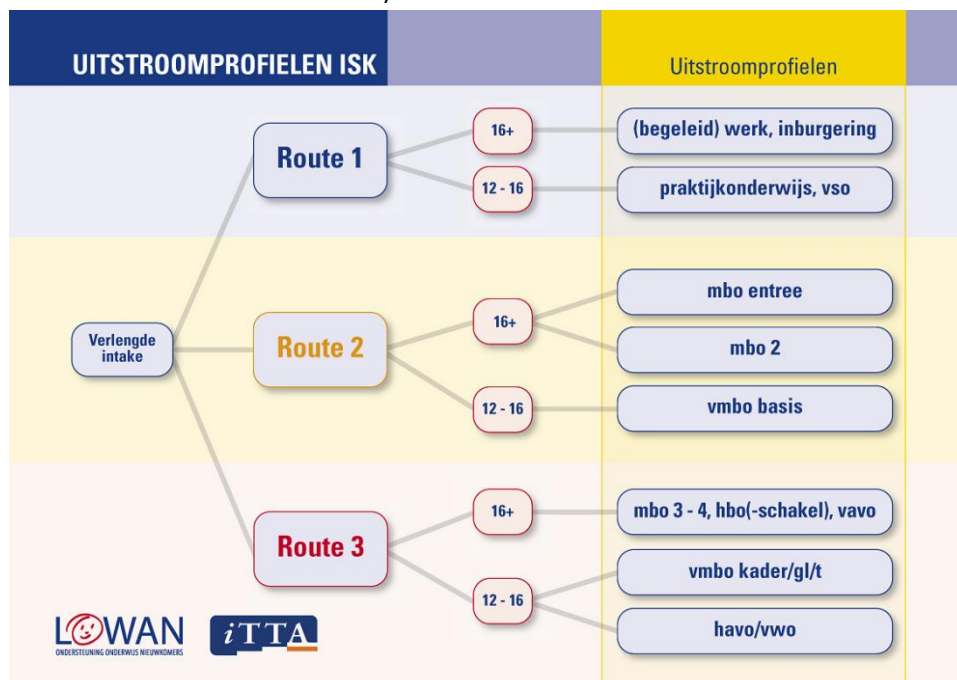 UITSTROOMPROFIELEN ISK
Uitstroomprofielen
Verlengde
intake
Route 1
16+
(begeleid) werk, inburgering
12 - 16
praktijkonderwijs, vso
Route 2
16+
mbo entree
mbo 2
12 - 16
vmbo basis
Route 3
16+
mbo 3 - 4, hbo(-schakel), vavo
12 - 16
vmbo kader/gl/t
havo/vwo
LOWAN
ONDERSTEUNING ONDERWIJS NIEUWKOMERS
iTTA